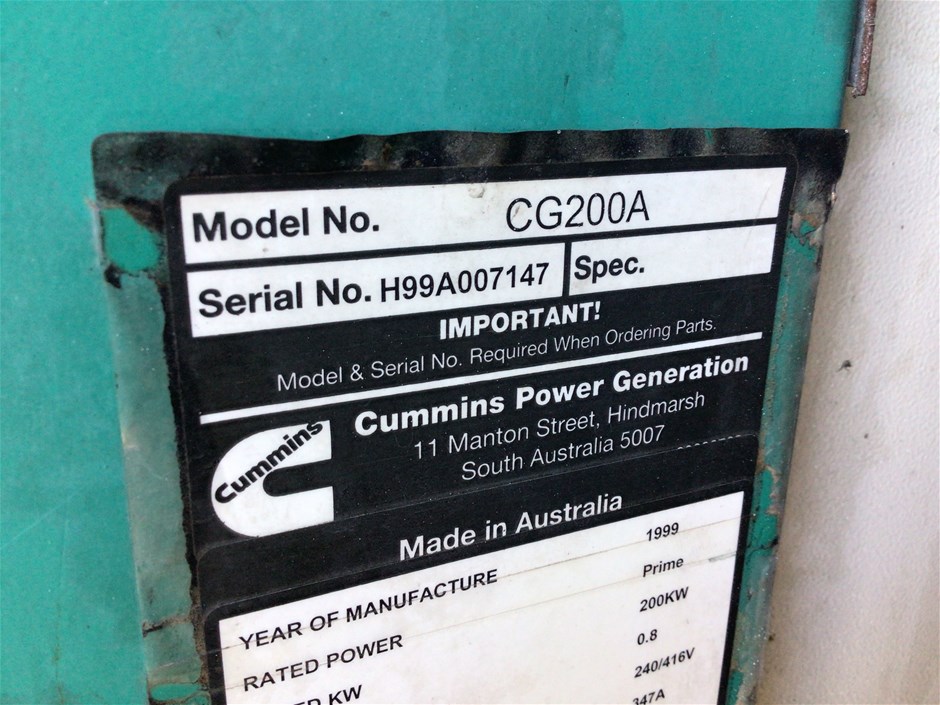 Model No. CG200A
Serial No. H99A007147 Spec.
IMPORTANT!
Model & Serial No. Required When Ordering Parts.
Cummins Power Generation
11 Manton Street, Hindmarsh
South Australia 5007
Cummins
Made in Australia
YEAR OF MANUFACTURE 1999
RATED POWER Prime
KW 200KW
0.8
240/416V
347A